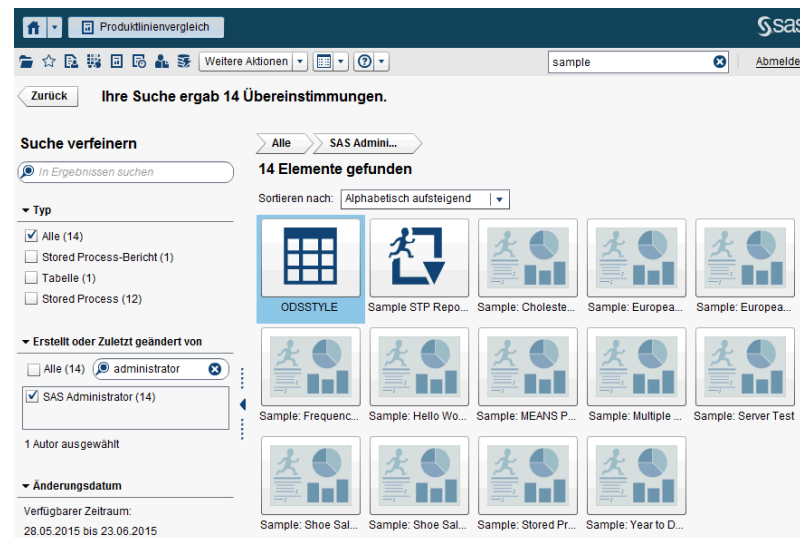 Produktlinienvergleich
sas
Weitere Aktionen
sample
Abmelde
Zurück
Ihre Suche ergab 14 Übereinstimmungen.
Suche verfeinern
Alle
SAS Admini...
In Ergebnissen suchen
14 Elemente gefunden
Sortieren nach: Alphabetisch aufsteigend
Typ
Alle (14)
Stored Process-Bericht (1)
Tabelle (1)
Stored Process (12)
ODSSTYLE
Sample STP Repo...
Sample: Choleste...
Sample: Europea...
Sample: Europea...
Erstellt oder Zuletzt geändert von
Alle (14)
administrator
SAS Administrator (14)
1 Autor ausgewählt
Sample: Frequenc...
Sample: Hello Wo...
Sample: MEANS P...
Sample: Multiple ...
Sample: Server Test
Änderungsdatum
Verfügbarer Zeitraum:
28.05.2015 bis 23.06.2015
Sample: Shoe Sal...
Sample: Shoe Sal...
Sample: Stored Pr...
Sample: Year to D...